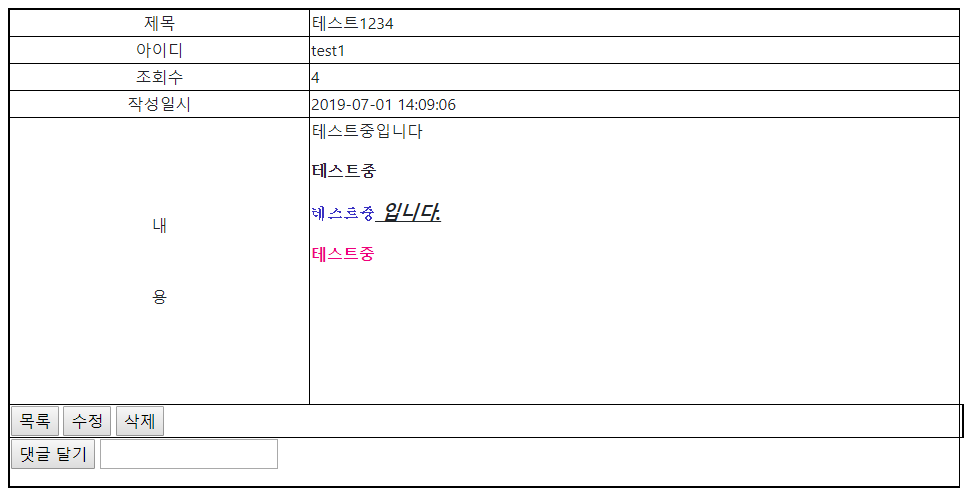 제목 테스트1234
아이디 test1
조회수 4
작성일시 2019-07-01 14:09:06
테스트중입니다
테스트중
테스트중 입니다.
테스트중
내
용
목록 수정 삭제
댓글 달기